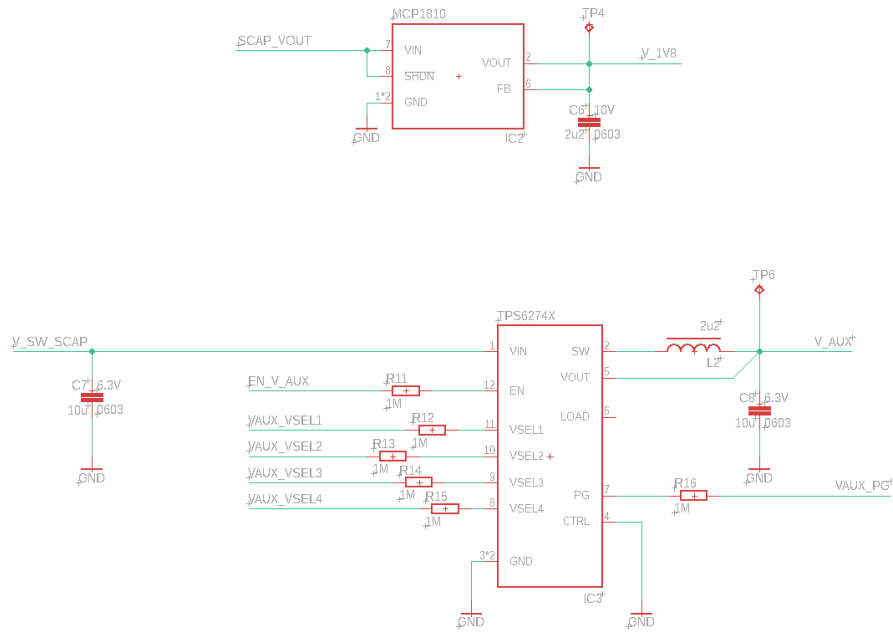 MCP1810
TP4
SCAP_VOUT
7
VIN
VOUT
2
V_1V8
8
SHDN
FB
6
1*2
GND
C6
10V
2u2
0603
GND
IC2
GND
TP6
TPS6274X
2u2
V_SW_SCAP
1
VIN
SW
2
L2
V_AUX
VOUT
5
C7
6.3V
10u
0603
EN_V_AUX
R11
1M
12
EN
C8
6.3V
10u
0603
LOAD
6
VAUX_VSEL1
R12
1M
11
VSEL1
VAUX_VSEL2
R13
1M
10
VSEL2
VAUX_VSEL3
R14
1M
9
VSEL3
VAUX_VSEL4
R15
1M
8
VSEL4
GND
GND
PG
7
R16
1M
VAUX_PG
CTRL
4
3*2
GND
IC3
GND
GND